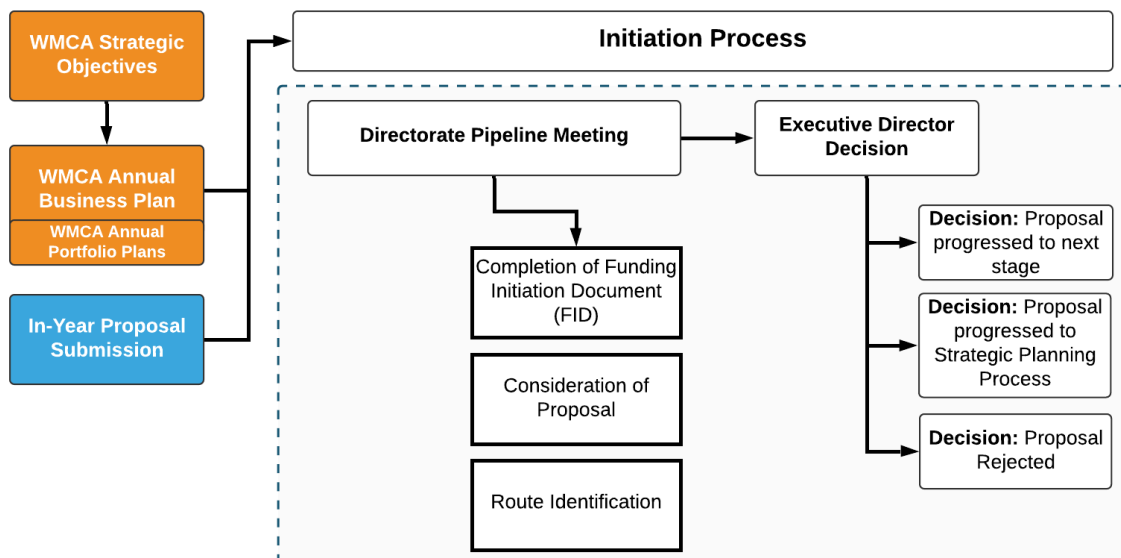 WMCA Strategic
Objectives
WMCA Annual
Business Plan
WMCA Annual
Portfolio Plans
In-Year Proposal
Submission
Initiation Process
Directorate Pipeline Meeting
Completion of Funding
Initiation Document
(FID)
Consideration of
Proposal
Route Identification
Executive Director
Decision
Decision: Proposal
progressed to next
stage
Decision: Proposal
progressed to
Strategic Planning
Process
Decision: Proposal
Rejected